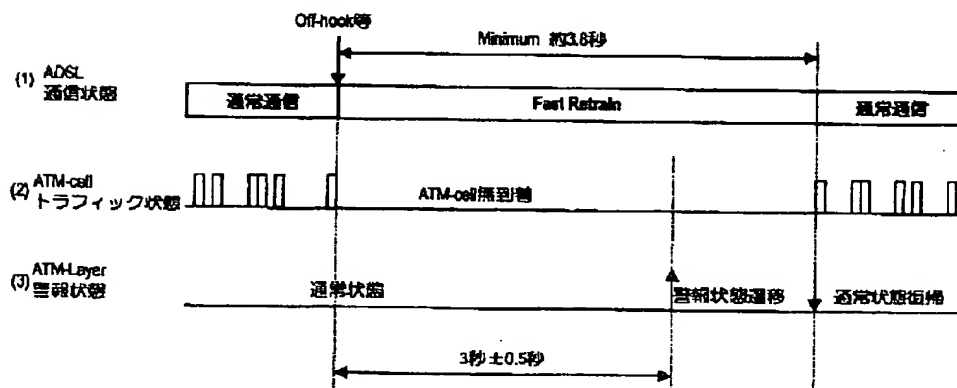 Off-hook等
Minimum 約3.8秒
(1) ADSL
通信状態
通常通信
Fast Retrain
通常通信
(2) ATM-cell
トラフィック状態
ATM-cell無到着
(3) ATM-Layer
警報状態
通常状態
警報状態遷移
通常状態復帰
3秒±0.5秒